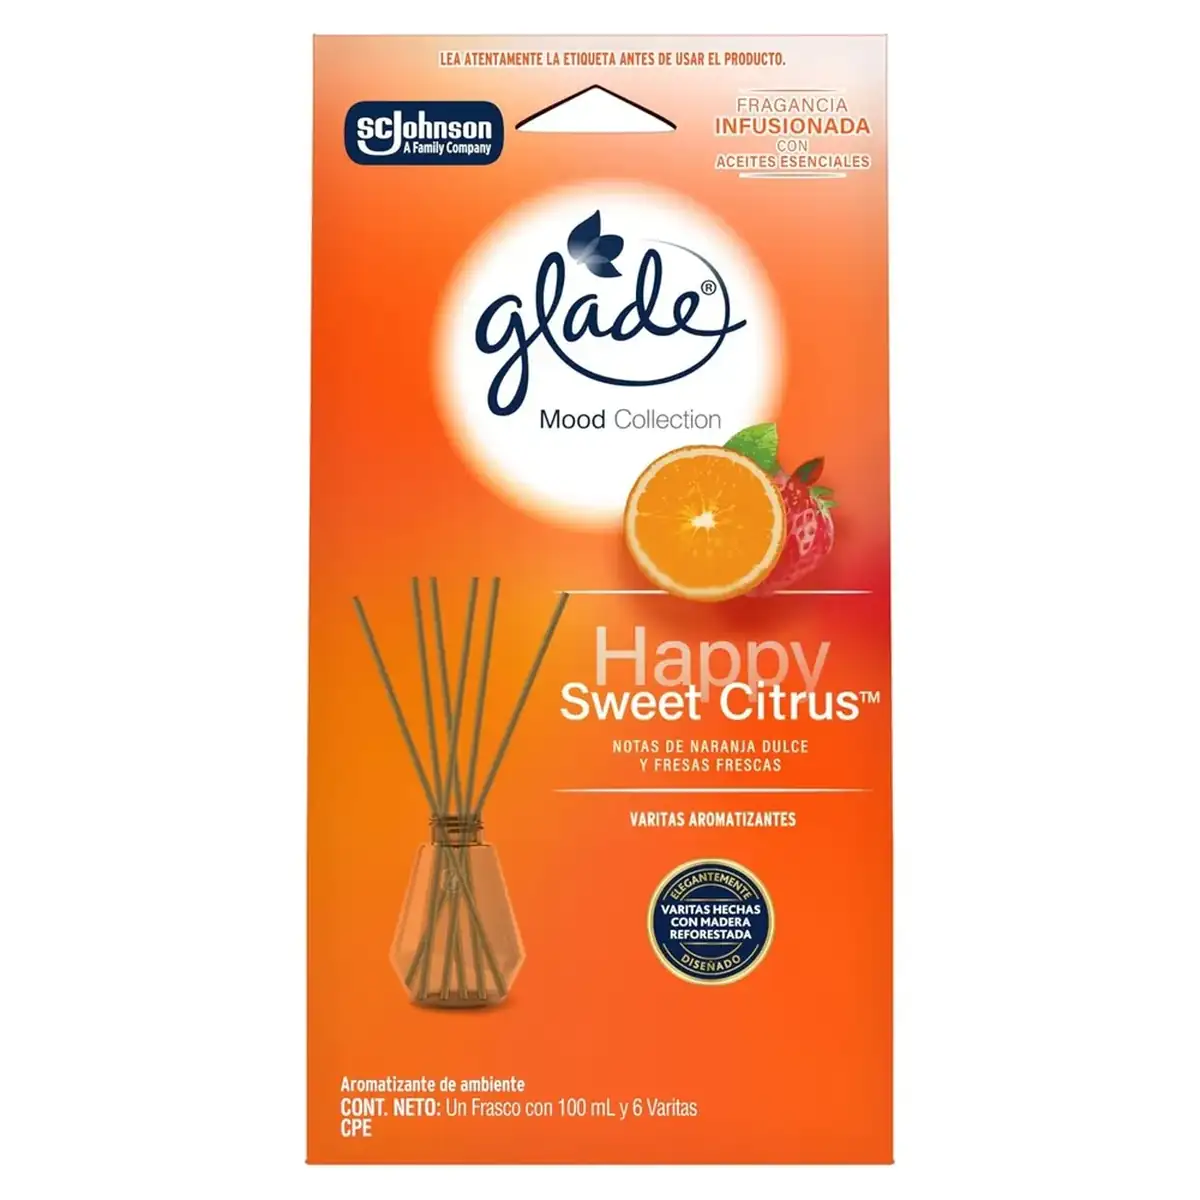 LEA ATENTAMENTE LA ETIQUETA ANTES DE USAR EL PRODUCTO.
SCJohnson
A Family Company
FRAGANCIA
INFUSIONADA
CON
ACEITES ESENCIALES
glade®
Mood Collection
Happy
Sweet Citrus™
NOTAS DE NARANJA DULCE
Y FRESAS FRESCAS
VARITAS AROMATIZANTES
ELEGANTEMENTE
VARITAS HECHAS
CON MADERA
REFORESTADA
DISEÑADO
Aromatizante de ambiente
CONT. NETO: Un Frasco con 100 mL y 6 Varitas
CPE